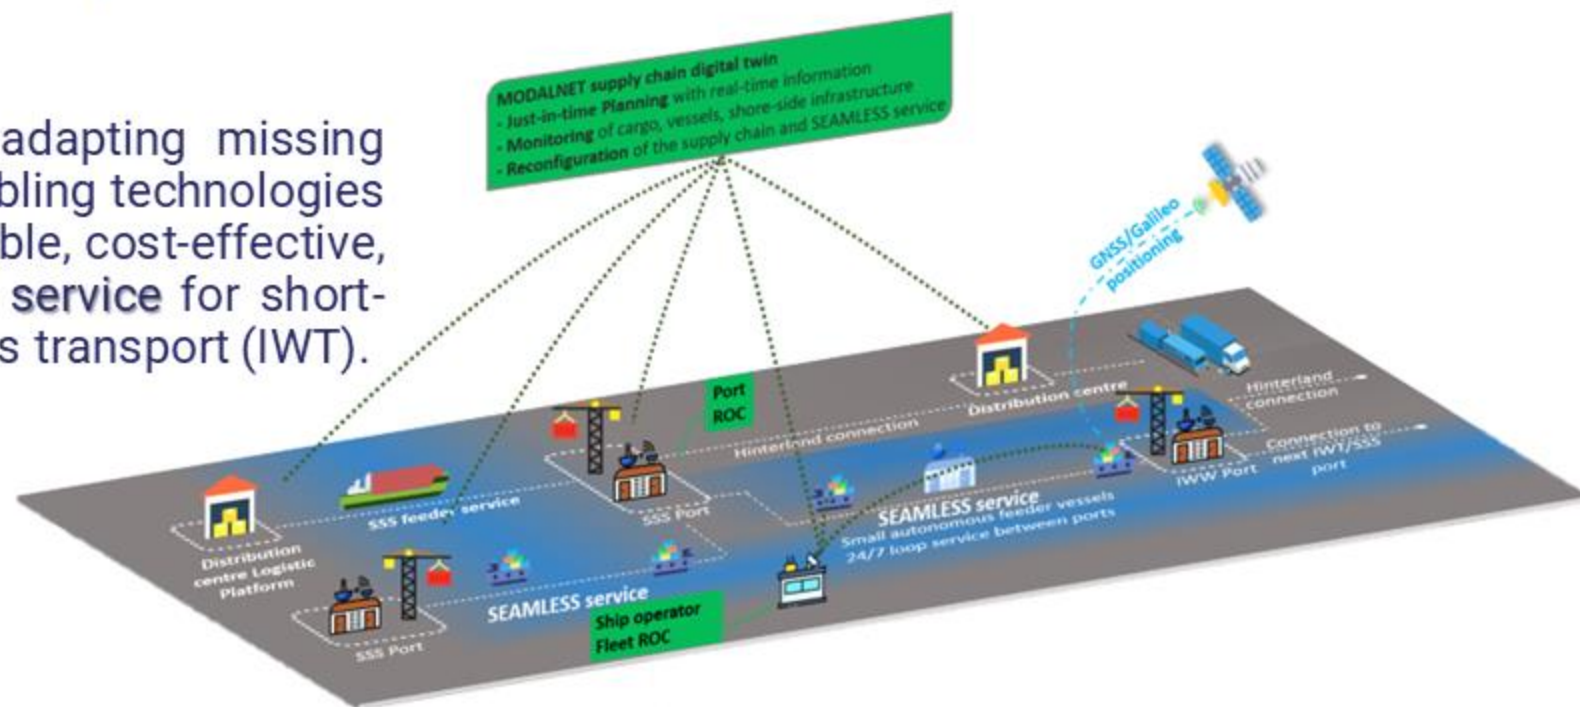 adapting missing
bling technologies
ble, cost-effective,
service for short-
s transport (IWT).
MODALNET supply chain digital twin
- Just-in-time Planning with real-time information
- Monitoring of cargo, vessels, shore-side infrastructure
- Reconfiguration of the supply chain and SEAMLESS service
GNSS/Galileo
positioning
Port
ROC
Distribution centre
Hinterland
connection
Hinterland connection
Connection to
next IWT/SSS
port
IWW Port
SSS feeder service
SSS Port
SEAMLESS service
Small autonomous feeder vessels
24/7 loop service between ports
Distribution
centre Logistic
Platform
SEAMLESS service
Ship operator
Fleet ROC
SSS Port